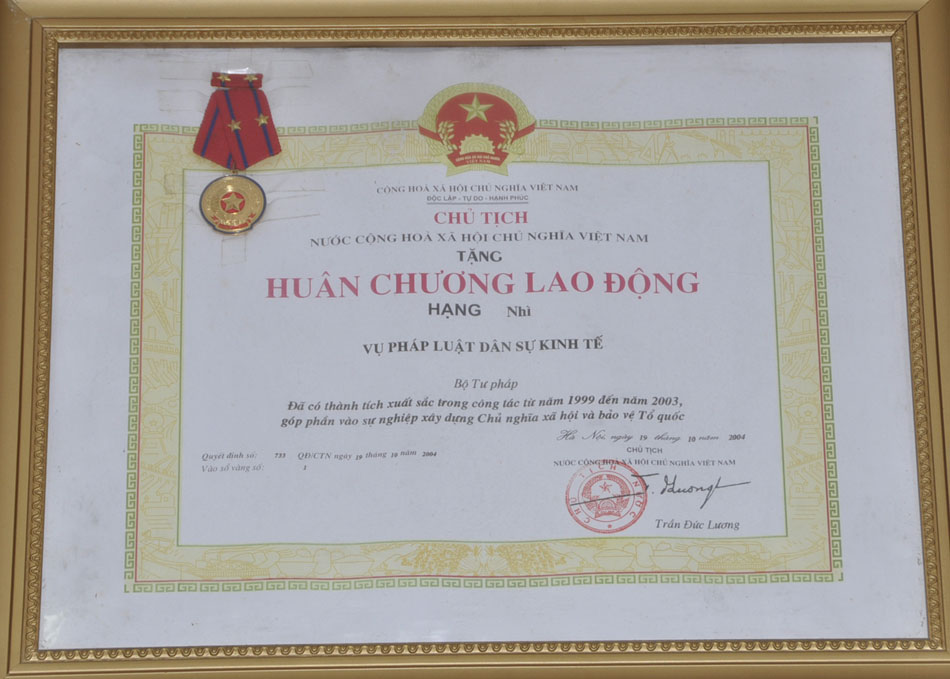 CỘNG HOÀ XÃ HỘI CHỦ NGHĨA VIỆT NAM
ĐỘC LẬP - TỰ DO - HẠNH PHÚC
CHỦ TỊCH
NƯỚC CỘNG HOÀ XÃ HỘI CHỦ NGHĨA VIỆT NAM
TẶNG
HUÂN CHƯƠNG LAO ĐỘNG
HẠNG Nhì
VỤ PHÁP LUẬT DÂN SỰ KINH TẾ
Bộ Tư pháp
Đã có thành tích xuất sắc trong công tác từ năm 1999 đến năm 2003,
góp phần vào sự nghiệp xây dựng Chủ nghĩa xã hội và bảo vệ Tổ quốc
Hà Nội, ngày 19 tháng 10 năm 2004
Quyết định số: 733 QĐ/CTN ngày 19 tháng 10 năm 2004
Vào sổ vàng số: 1
CHỦ TỊCH
NƯỚC CỘNG HOÀ XÃ HỘI CHỦ NGHĨA VIỆT NAM
Trần Đức Lương